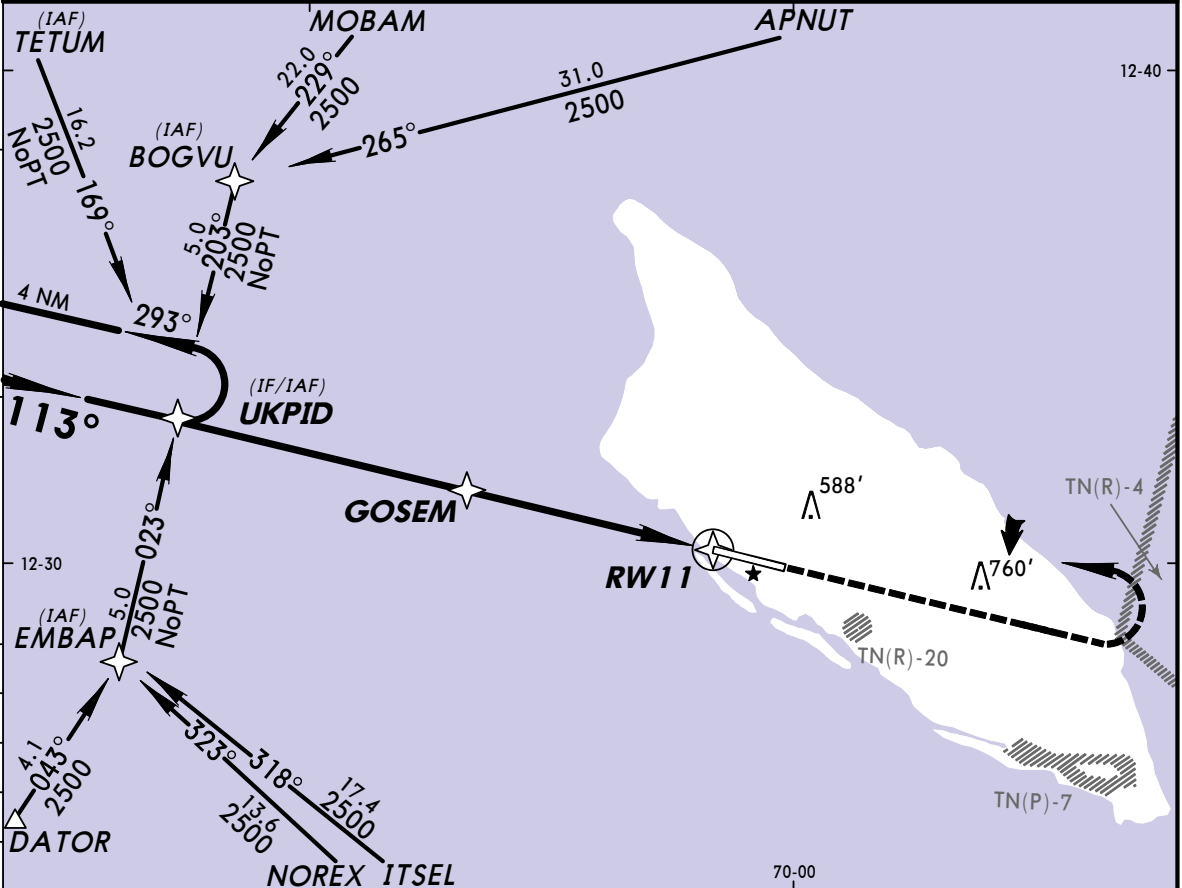 (IAF)
TETUM
MOBAM
APNUT
22.0
229°
2500
31.0
2500
265°
12-40
16.2
2500
NoPT
169°
(IAF)
BOGVU
5.0
203°
2500
NoPT
4 NM
293°
113°
(IF/IAF)
UKPID
GOSEM
RW11
588'
760'
TN(R)-4
12-30
TN(R)-20
023°
5.0
2500
NoPT
(IAF)
EMBAP
4.1
043°
2500
DATOR
323°
318°
13.6
2500
17.4
2500
NOREX
ITSEL
TN(P)-7
70-00